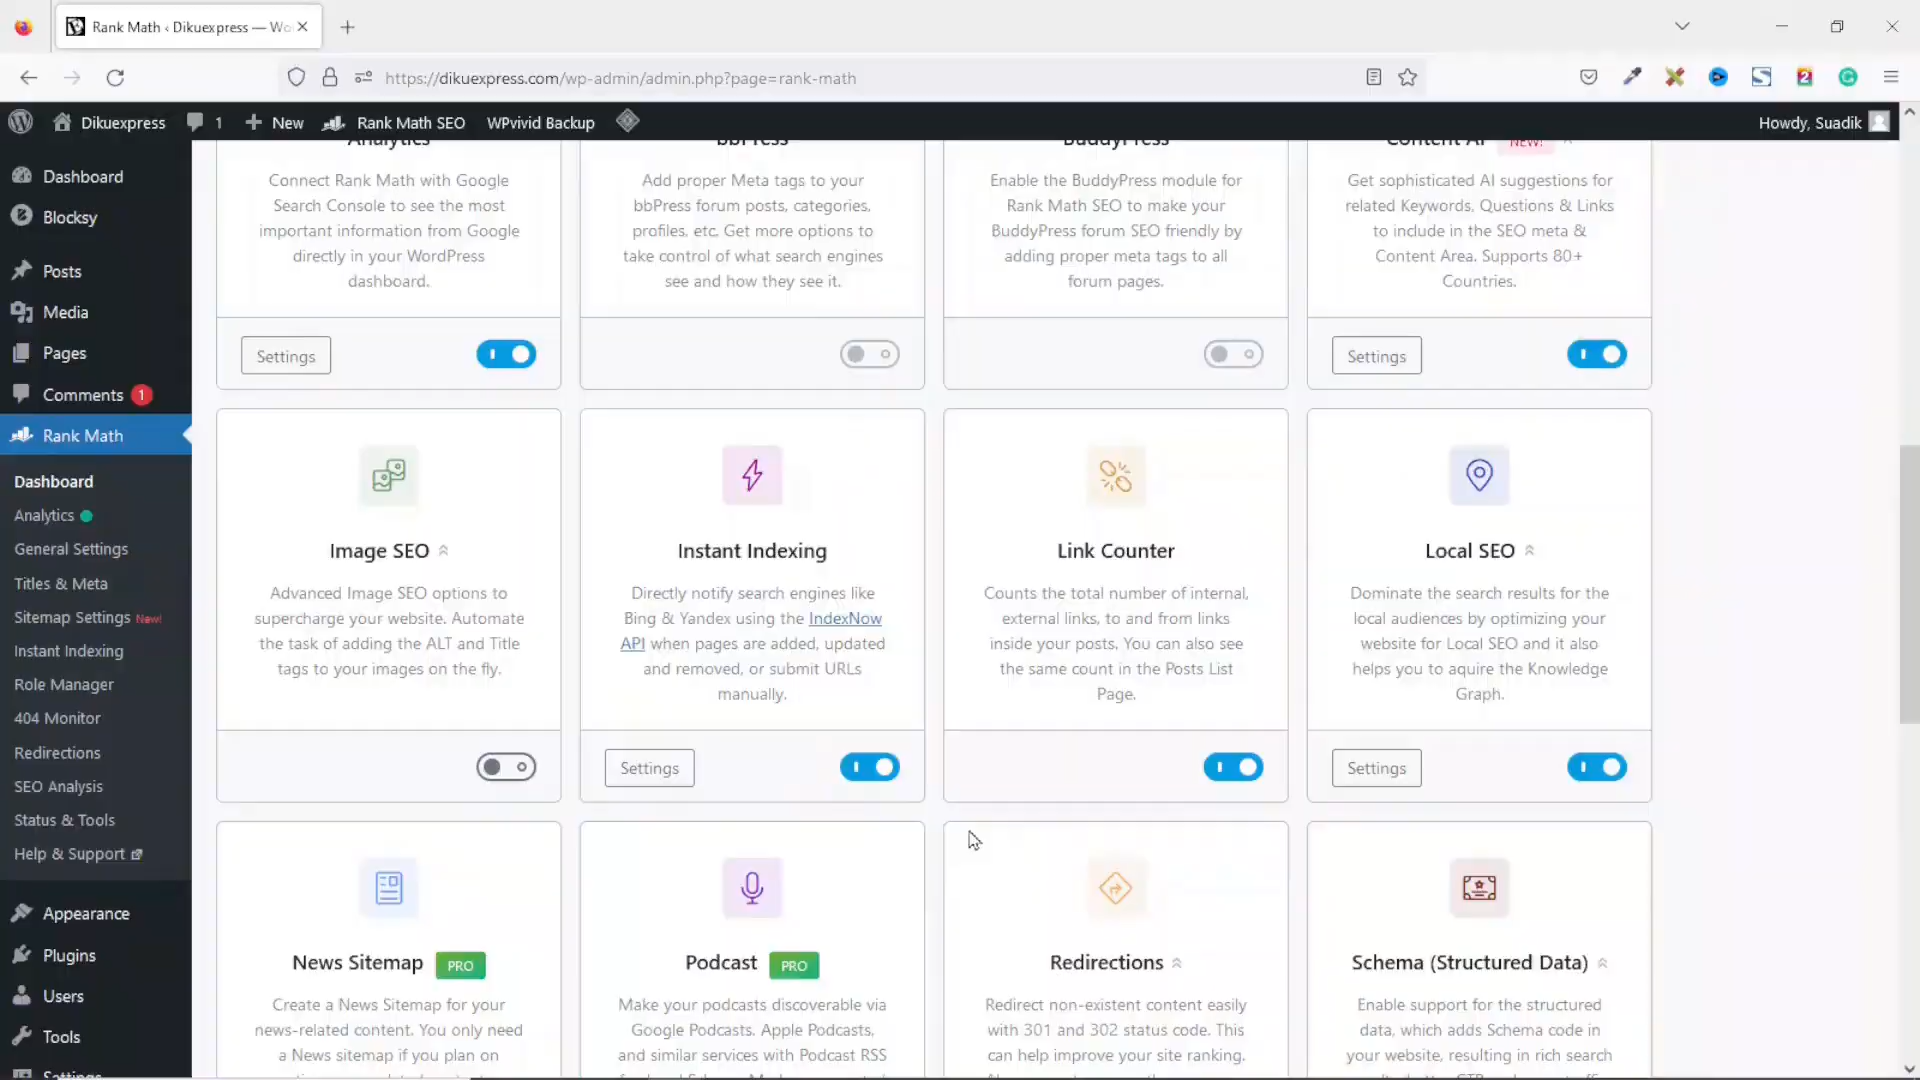 Rank Math ‹ Dikuexpress — Wo
https://dikuexpress.com/wp-admin/admin.php?page=rank-math
Dikuexpress
1
New
Rank Math SEO
WPvivid Backup
Howdy, Suadik
Dashboard
Blocksy
Posts
Media
Pages
Comments 1
Rank Math
Dashboard
Analytics
General Settings
Titles & Meta
Sitemap Settings New!
Instant Indexing
Role Manager
404 Monitor
Redirections
SEO Analysis
Status & Tools
Help & Support
Appearance
Plugins
Users
Tools
Settings
Analytics
Connect Rank Math with Google
Search Console to see the most
important information from Google
directly in your WordPress
dashboard.
Settings
bbPress
Add proper Meta tags to your
bbPress forum posts, categories,
profiles, etc. Get more options to
take control of what search engines
see and how they see it.
BuddyPress
Enable the BuddyPress module for
Rank Math SEO to make your
BuddyPress forum SEO friendly by
adding proper meta tags to all
forum pages.
Content AI NEW!
Get sophisticated AI suggestions for
related Keywords, Questions & Links
to include in the SEO meta &
Content Area. Supports 80+
Countries.
Settings
Image SEO
Advanced Image SEO options to
supercharge your website. Automate
the task of adding the ALT and Title
tags to your images on the fly.
Instant Indexing
Directly notify search engines like
Bing & Yandex using the IndexNow
API when pages are added, updated
and removed, or submit URLs
manually.
Settings
Link Counter
Counts the total number of internal,
external links, to and from links
inside your posts. You can also see
the same count in the Posts List
Page.
Local SEO
Dominate the search results for the
local audiences by optimizing your
website for Local SEO and it also
helps you to aquire the Knowledge
Graph.
Settings
News Sitemap PRO
Create a News Sitemap for your
news-related content. You only need
a News sitemap if you plan on
Podcast PRO
Make your podcasts discoverable via
Google Podcasts, Apple Podcasts,
and similar services with Podcast RSS
Redirections
Redirect non-existent content easily
with 301 and 302 status code. This
can help improve your site ranking.
Schema (Structured Data)
Enable support for the structured
data, which adds Schema code in
your website, resulting in rich search